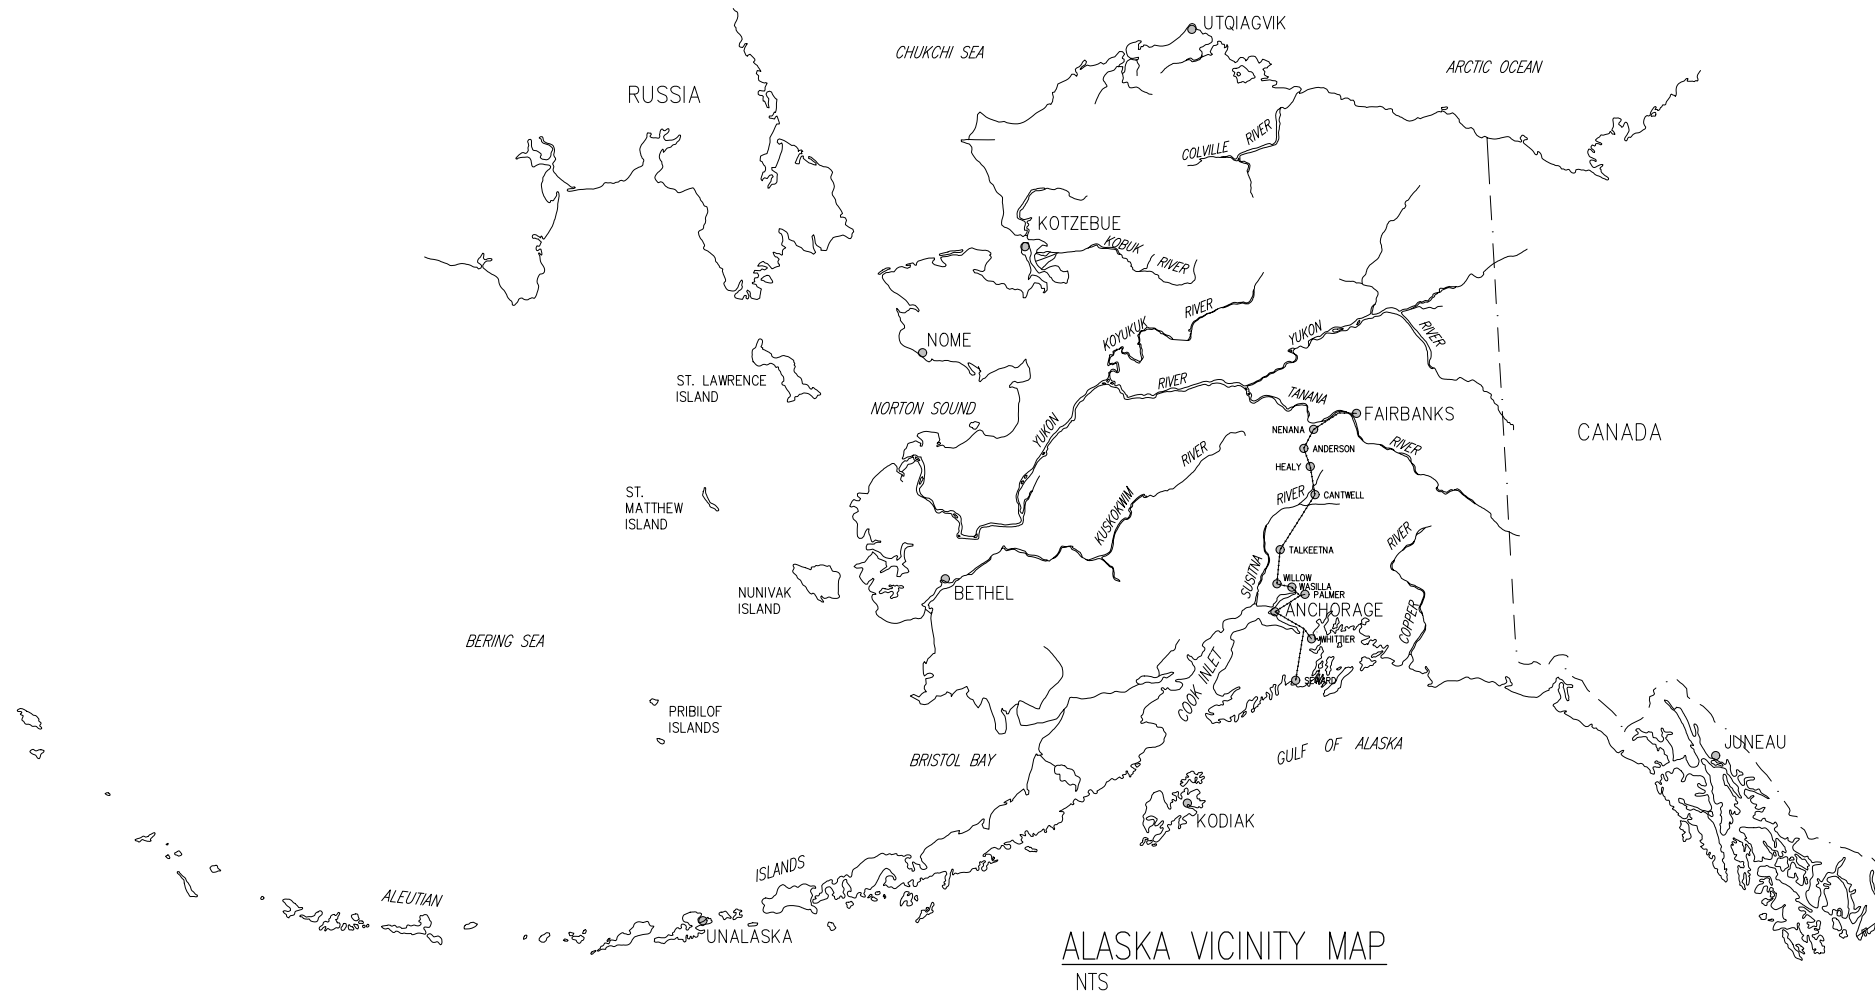 UTQIAGVIK
CHUKCHI SEA
ARCTIC OCEAN
RUSSIA
COLVILLE RIVER
KOTZEBUE
KOBUK
RIVER
KOYUKUK
RIVER
NOME
YUKON
RIVER
ST. LAWRENCE
ISLAND
NORTON SOUND
YUKON
RIVER
TANANA
FAIRBANKS
CANADA
NENANA
ANDERSON
RIVER
HEALY
RIVER
CANTWELL
RIVER
ST.
MATTHEW
ISLAND
KUSKOKWIM
RIVER
TALKEETNA
SUSITNA
WILLOW
WASILLA
PALMER
NUNIVAK
ISLAND
BETHEL
ANCHORAGE
COPPER
WHITTIER
BERING SEA
COOK INLET
SEWARD
PRIBILOF
ISLANDS
BRISTOL BAY
GULF OF ALASKA
JUNEAU
KODIAK
ISLANDS
ALEUTIAN
UNALASKA
ALASKA VICINITY MAP
NTS